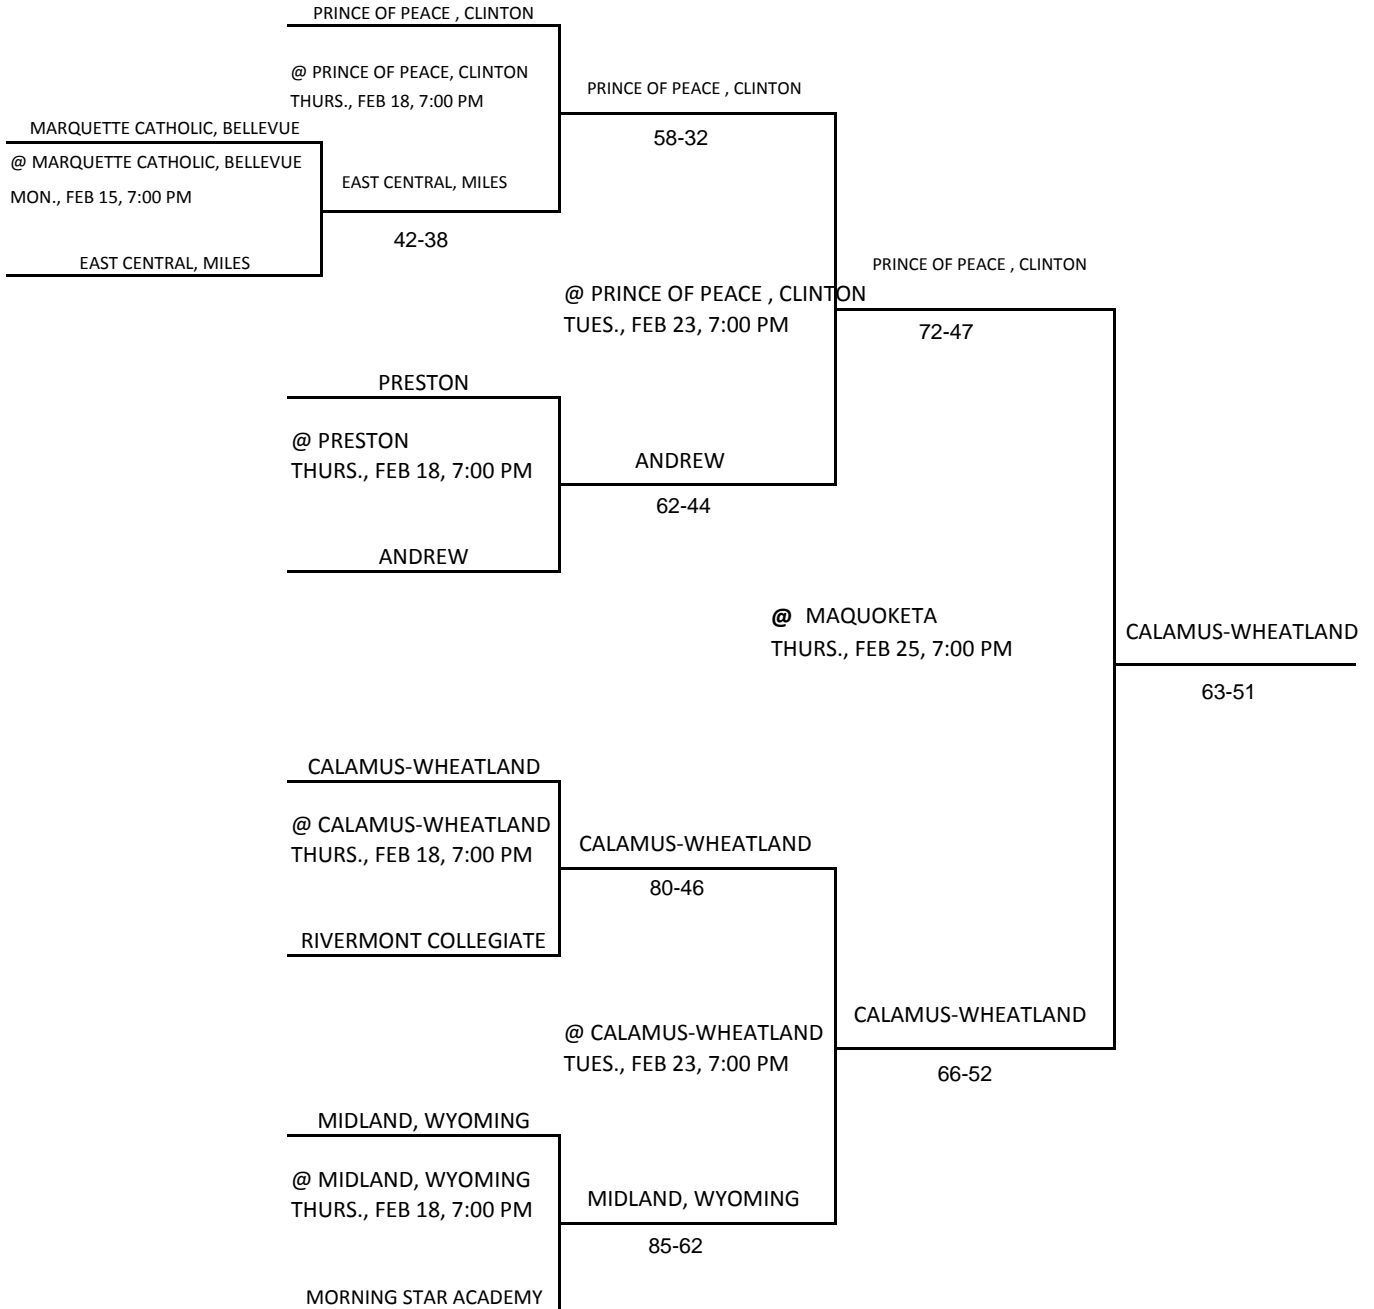 PRINCE OF PEACE , CLINTON
@ PRINCE OF PEACE, CLINTON
THURS., FEB 18, 7:00 PM
PRINCE OF PEACE , CLINTON
58-32
MARQUETTE CATHOLIC, BELLEVUE
@ MARQUETTE CATHOLIC, BELLEVUE
MON., FEB 15, 7:00 PM
EAST CENTRAL, MILES
42-38
EAST CENTRAL, MILES
PRINCE OF PEACE , CLINTON
@ PRINCE OF PEACE , CLINTON
TUES., FEB 23, 7:00 PM
72-47
PRESTON
@ PRESTON
THURS., FEB 18, 7:00 PM
ANDREW
62-44
ANDREW
@ MAQUOKETA
THURS., FEB 25, 7:00 PM
CALAMUS-WHEATLAND
63-51
CALAMUS-WHEATLAND
@ CALAMUS-WHEATLAND
THURS., FEB 18, 7:00 PM
CALAMUS-WHEATLAND
80-46
RIVERMONT COLLEGIATE
CALAMUS-WHEATLAND
@ CALAMUS-WHEATLAND
TUES., FEB 23, 7:00 PM
66-52
MIDLAND, WYOMING
@ MIDLAND, WYOMING
THURS., FEB 18, 7:00 PM
MIDLAND, WYOMING
85-62
MORNING STAR ACADEMY